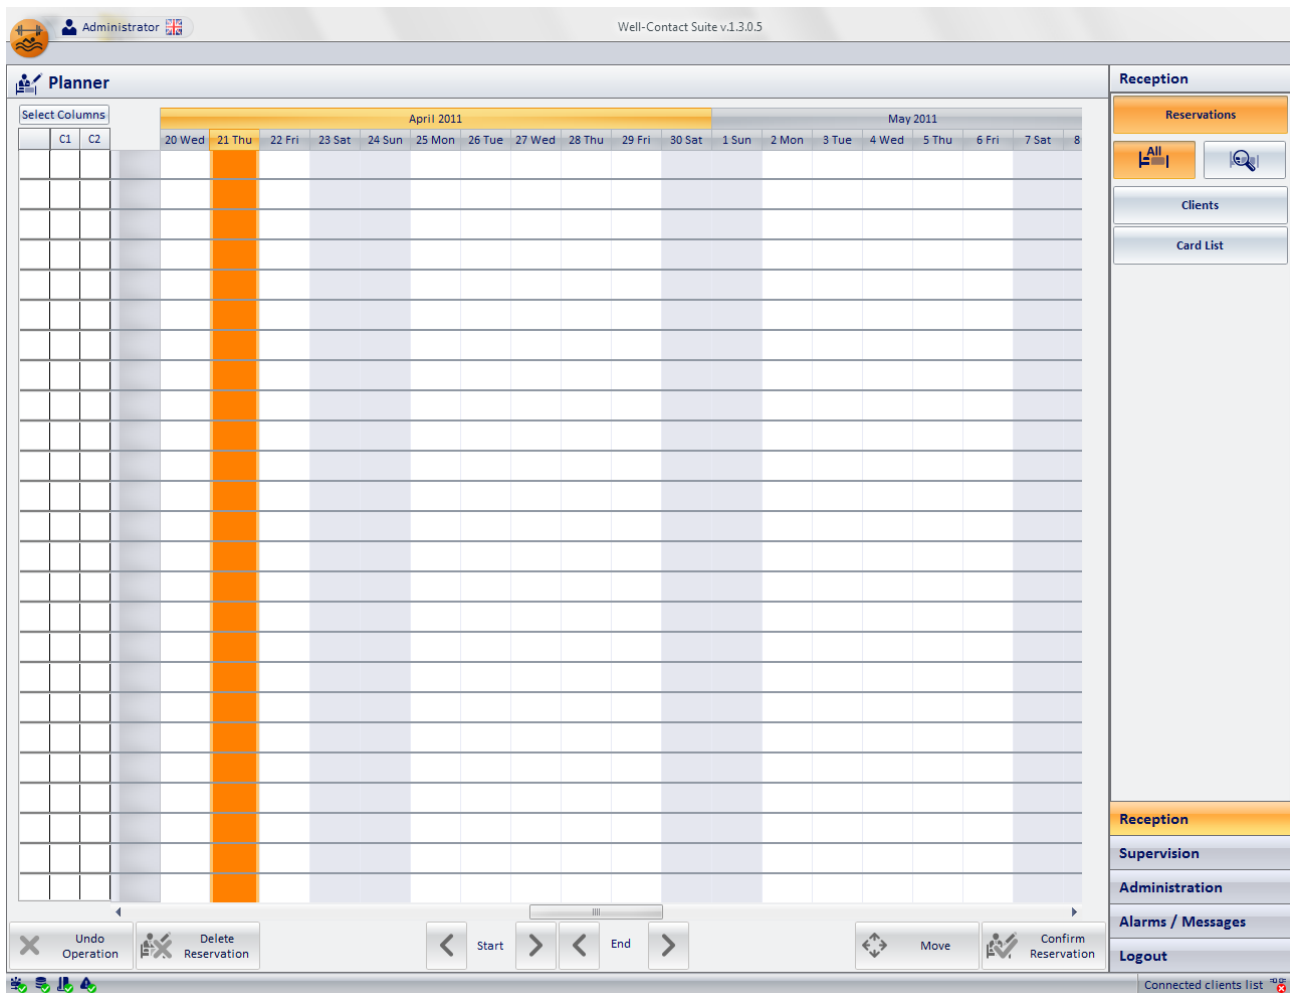 Administrator
Well-Contact Suite v.1.3.0.5
Planner
Select Columns
C1 C2
April 2011 May 2011
20 Wed 21 Thu 22 Fri 23 Sat 24 Sun 25 Mon 26 Tue 27 Wed 28 Thu 29 Fri 30 Sat 1 Sun 2 Mon 3 Tue 4 Wed 5 Thu 6 Fri 7 Sat 8
Reception
Reservations
All
Clients
Card List
Reception
Supervision
Administration
Alarms / Messages
Logout
Undo
Operation
Delete
Reservation
Start
End
Move
Confirm
Reservation
Connected clients list